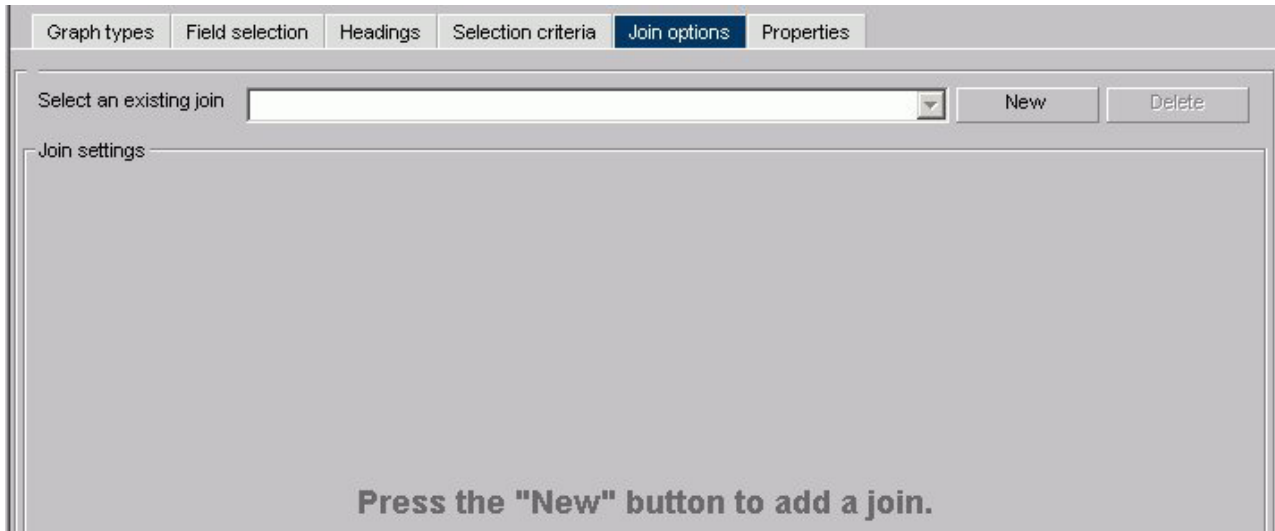 Graph types Field selection Headings Selection criteria Join options Properties
Select an existing join New Delete
Join settings
Press the "New" button to add a join.